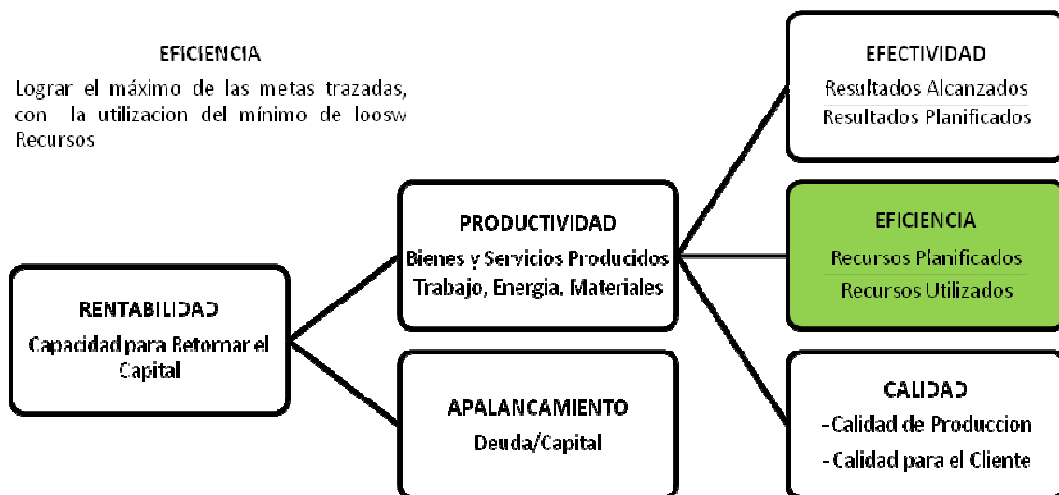 EFICIENCIA
Lograr el máximo de las metas trazadas,
con la utilizacion del mínimo de loosw
Recursos
EFECTIVIDAD
Resultados Alcanzados
Resultados Planificados
PRODUCTIVIDAD
Bienes y Servicios Producidos
Trabajo, Energia, Materiales
EFICIENCIA
Recursos Planificados
Recursos Utilizados
RENTABILIDAD
Capacidad para Retornar el
Capital
APALANCAMIENTO
Deuda/Capital
CALIDAD
-Calidad de Produccion
-Calidad para el Cliente